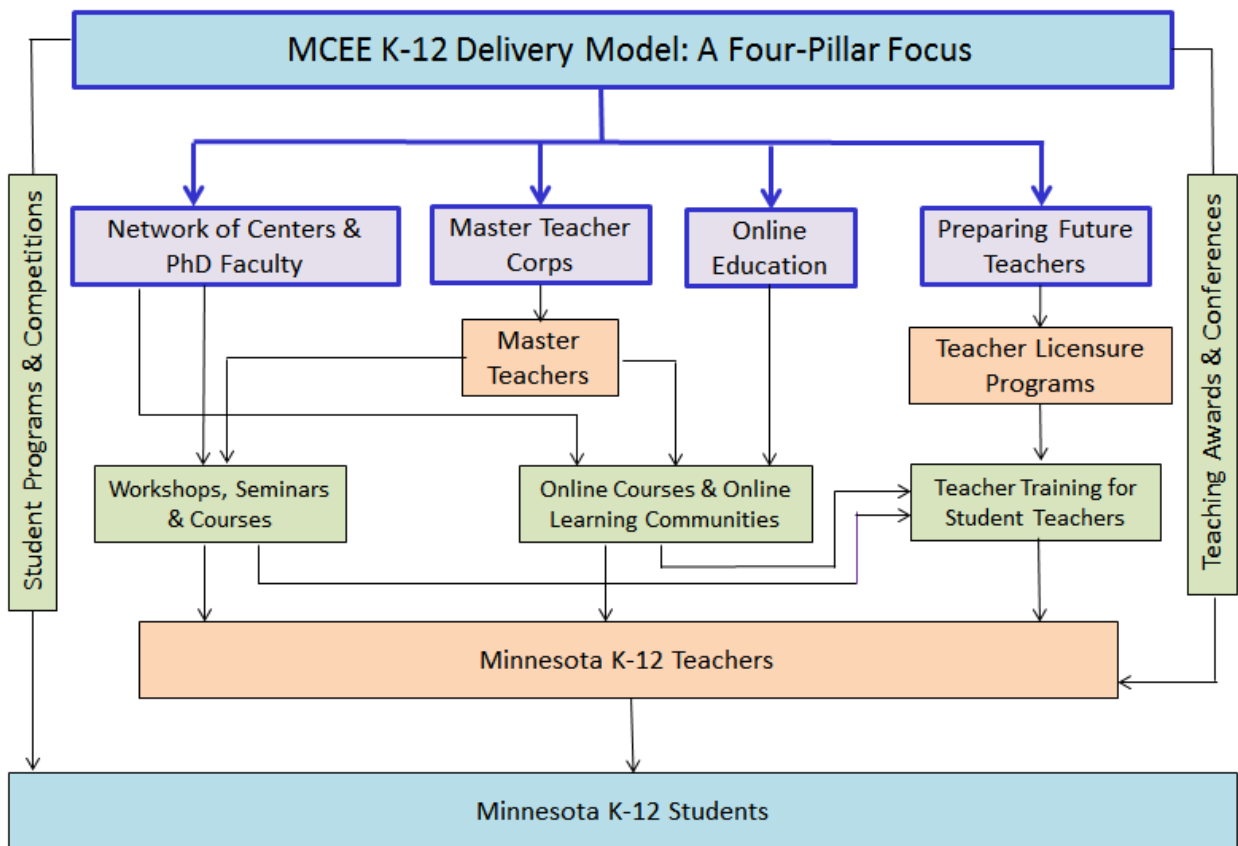 MCEE K-12 Delivery Model: A Four-Pillar Focus
Student Programs & Competitions
Teaching Awards & Conferences
Network of Centers &
PhD Faculty
Master Teacher
Corps
Online
Education
Preparing Future
Teachers
Master
Teachers
Teacher Licensure
Programs
Workshops, Seminars
& Courses
Online Courses & Online
Learning Communities
Teacher Training for
Student Teachers
Minnesota K-12 Teachers
Minnesota K-12 Students